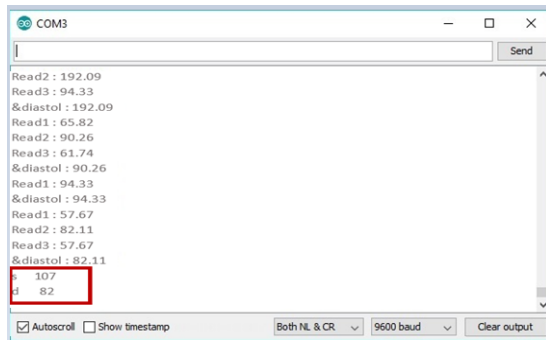 COM3
Send
Read2 : 192.09
Read3 : 94.33
&diastol : 192.09
Read1 : 65.82
Read2 : 90.26
Read3 : 61.74
&diastol : 90.26
Read1 : 94.33
&diastol : 94.33
Read1 : 57.67
Read2 : 82.11
Read3 : 57.67
&diastol : 82.11
s 107
d 82
Autoscroll Show timestamp Both NL & CR 9600 baud Clear output